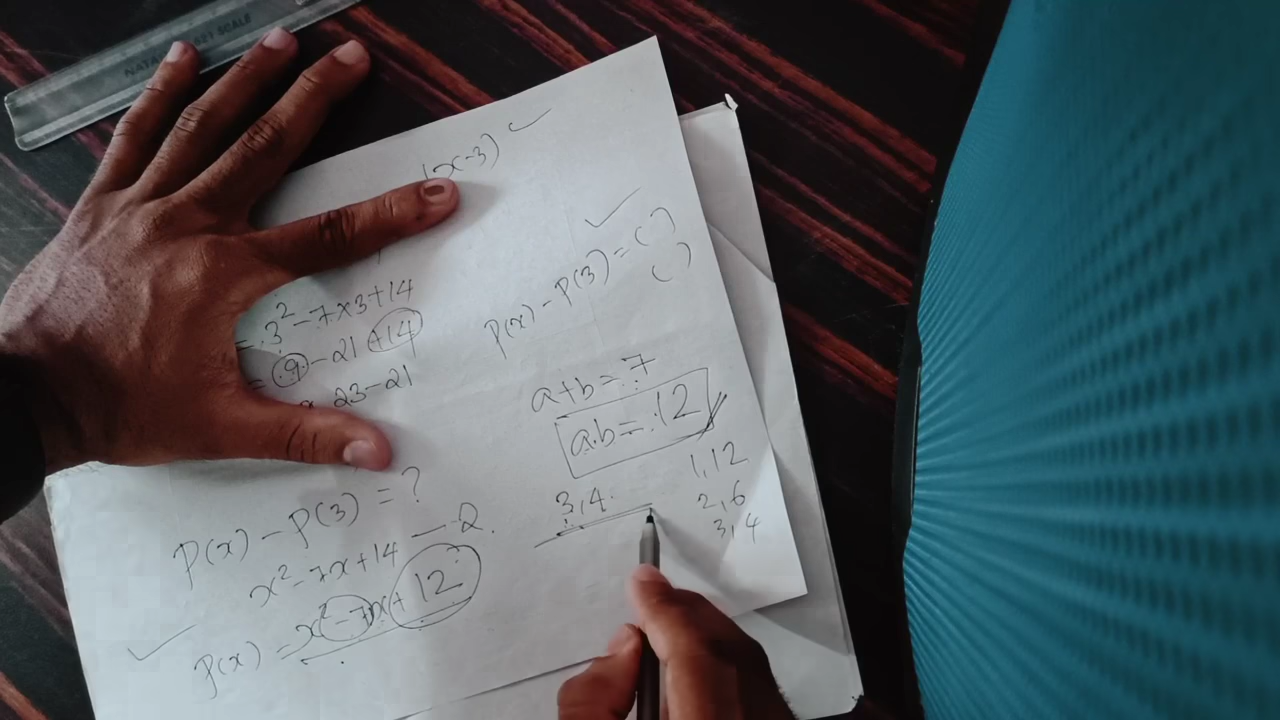 SCALE
(x-3) ✓
= 3² - 7×3+14
= 9 - 21 + 14
23-21
P(x) - P(3) = ?
x² - 7x + 14 - 2
P(x) = x² - 7x + 12
P(x) - P(3) = ( )
( )
a+b = 7
a.b = 12
1,12
2,6
3,4
3,4